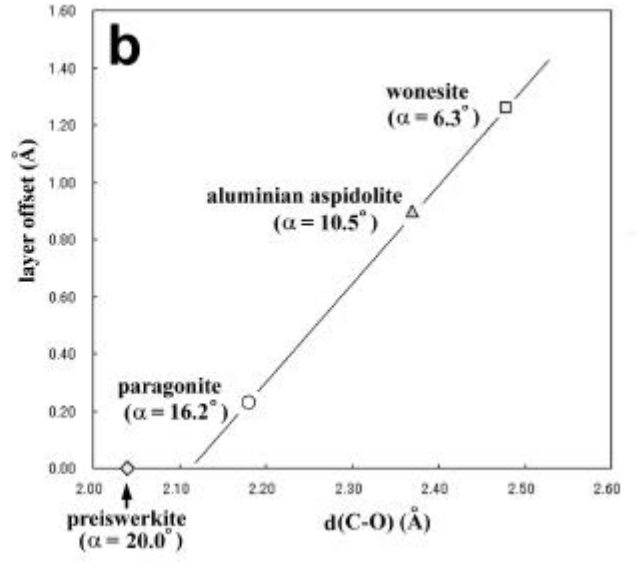 b
1.60
1.40
1.20
1.00
0.80
0.60
0.40
0.20
0.00
layer offset (Å)
wonesite
(α = 6.3°)
aluminian aspidolite
(α = 10.5°)
paragonite
(α = 16.2°)
2.00 2.10 2.20 2.30 2.40 2.50 2.60
preiswerkite
(α = 20.0°)
d(C-O) (Å)